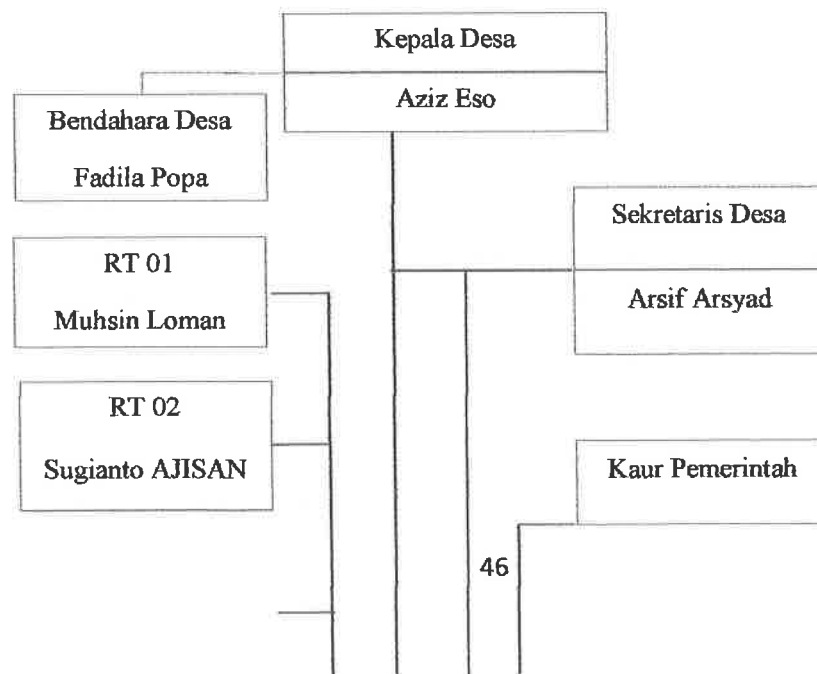 Kepala Desa
Aziz Eso
Bendahara Desa
Fadila Popa
Sekretaris Desa
Arsif Arsyad
RT 01
Muhsin Loman
RT 02
Sugianto AJISAN
Kaur Pemerintah
46